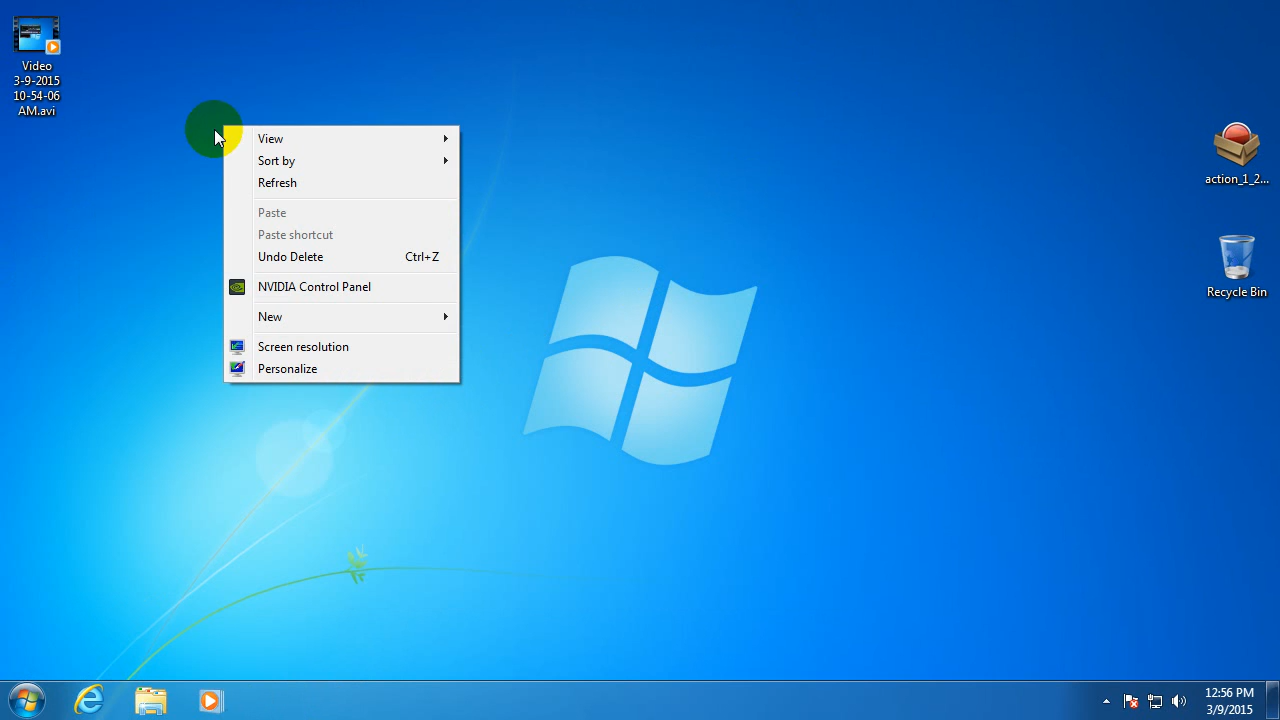 Video
3-9-2015
10-54-06
AM.avi
View
Sort by
Refresh
Paste
Paste shortcut
Undo Delete Ctrl+Z
NVIDIA Control Panel
New
Screen resolution
Personalize
action_1_2...
Recycle Bin
12:56 PM
3/9/2015